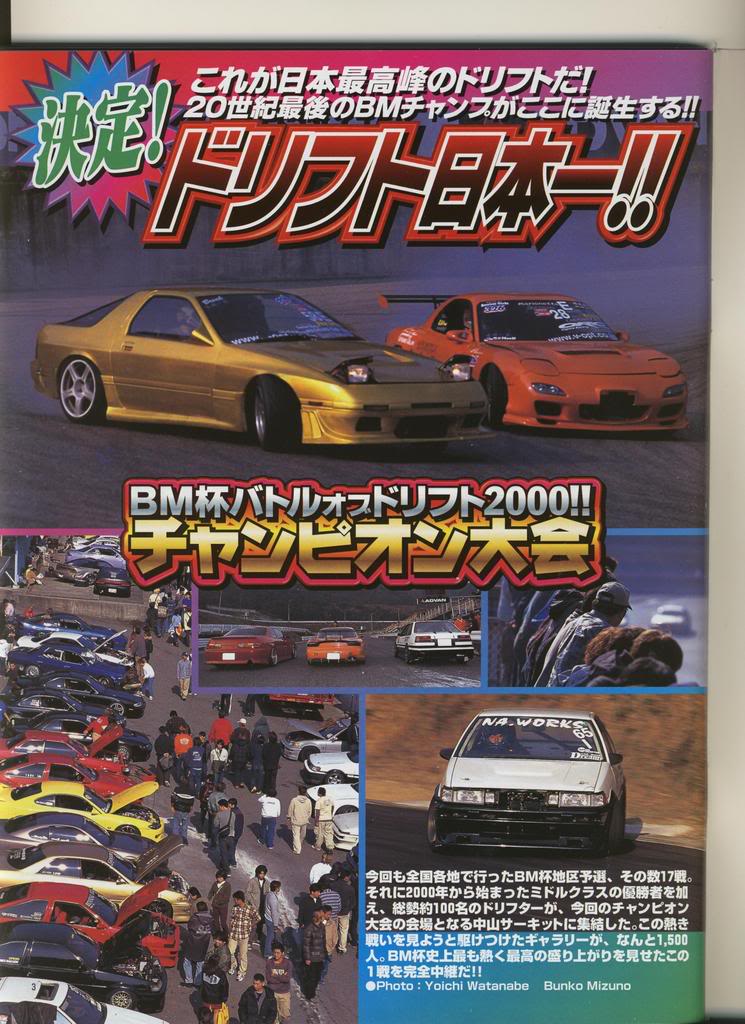 決定!
これが日本最高峰のドリフトだ!
20世紀最後のBMチャンプがここに誕生する!!
ドリフト日本一!!
E
28
326
BM杯バトルオブドリフト2000!!
チャンピオン大会
ADVAN
N.A.WORKS
65
今回も全国各地で行ったBM杯地区予選、その数17戦。
それに2000年から始まったミドルクラスの優勝者を加
え、総勢約100名のドリフターが、今回のチャンピオン
大会の会場となる中山サーキットに集結した。この熱き
戦いを見ようと駆けつけたギャラリーが、なんと1,500
人。BM杯史上最も熱く最高の盛り上がりを見せたこの
1戦を完全中継だ!!
●Photo：Yoichi Watanabe　Bunko Mizuno
3